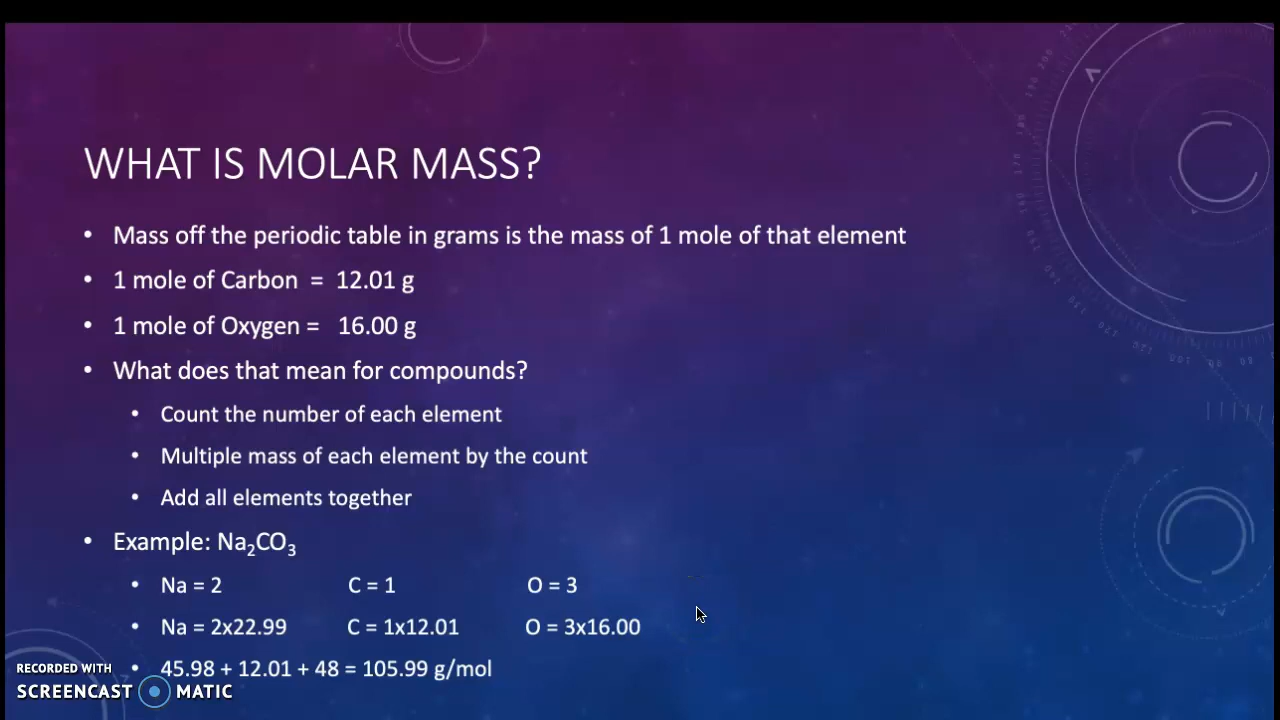 WHAT IS MOLAR MASS?
• Mass off the periodic table in grams is the mass of 1 mole of that element
• 1 mole of Carbon = 12.01 g
• 1 mole of Oxygen = 16.00 g
• What does that mean for compounds?
• Count the number of each element
• Multiple mass of each element by the count
• Add all elements together
• Example: Na₂CO₃
• Na = 2 C = 1 O = 3
• Na = 2x22.99 C = 1x12.01 O = 3x16.00
• 45.98 + 12.01 + 48 = 105.99 g/mol
RECORDED WITH
SCREENCAST MATIC